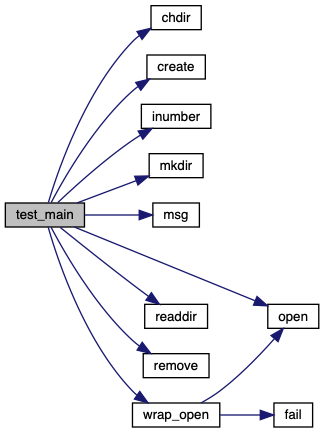 chdir
create
inumber
mkdir
test_main
msg
readdir
open
remove
wrap_open
fail